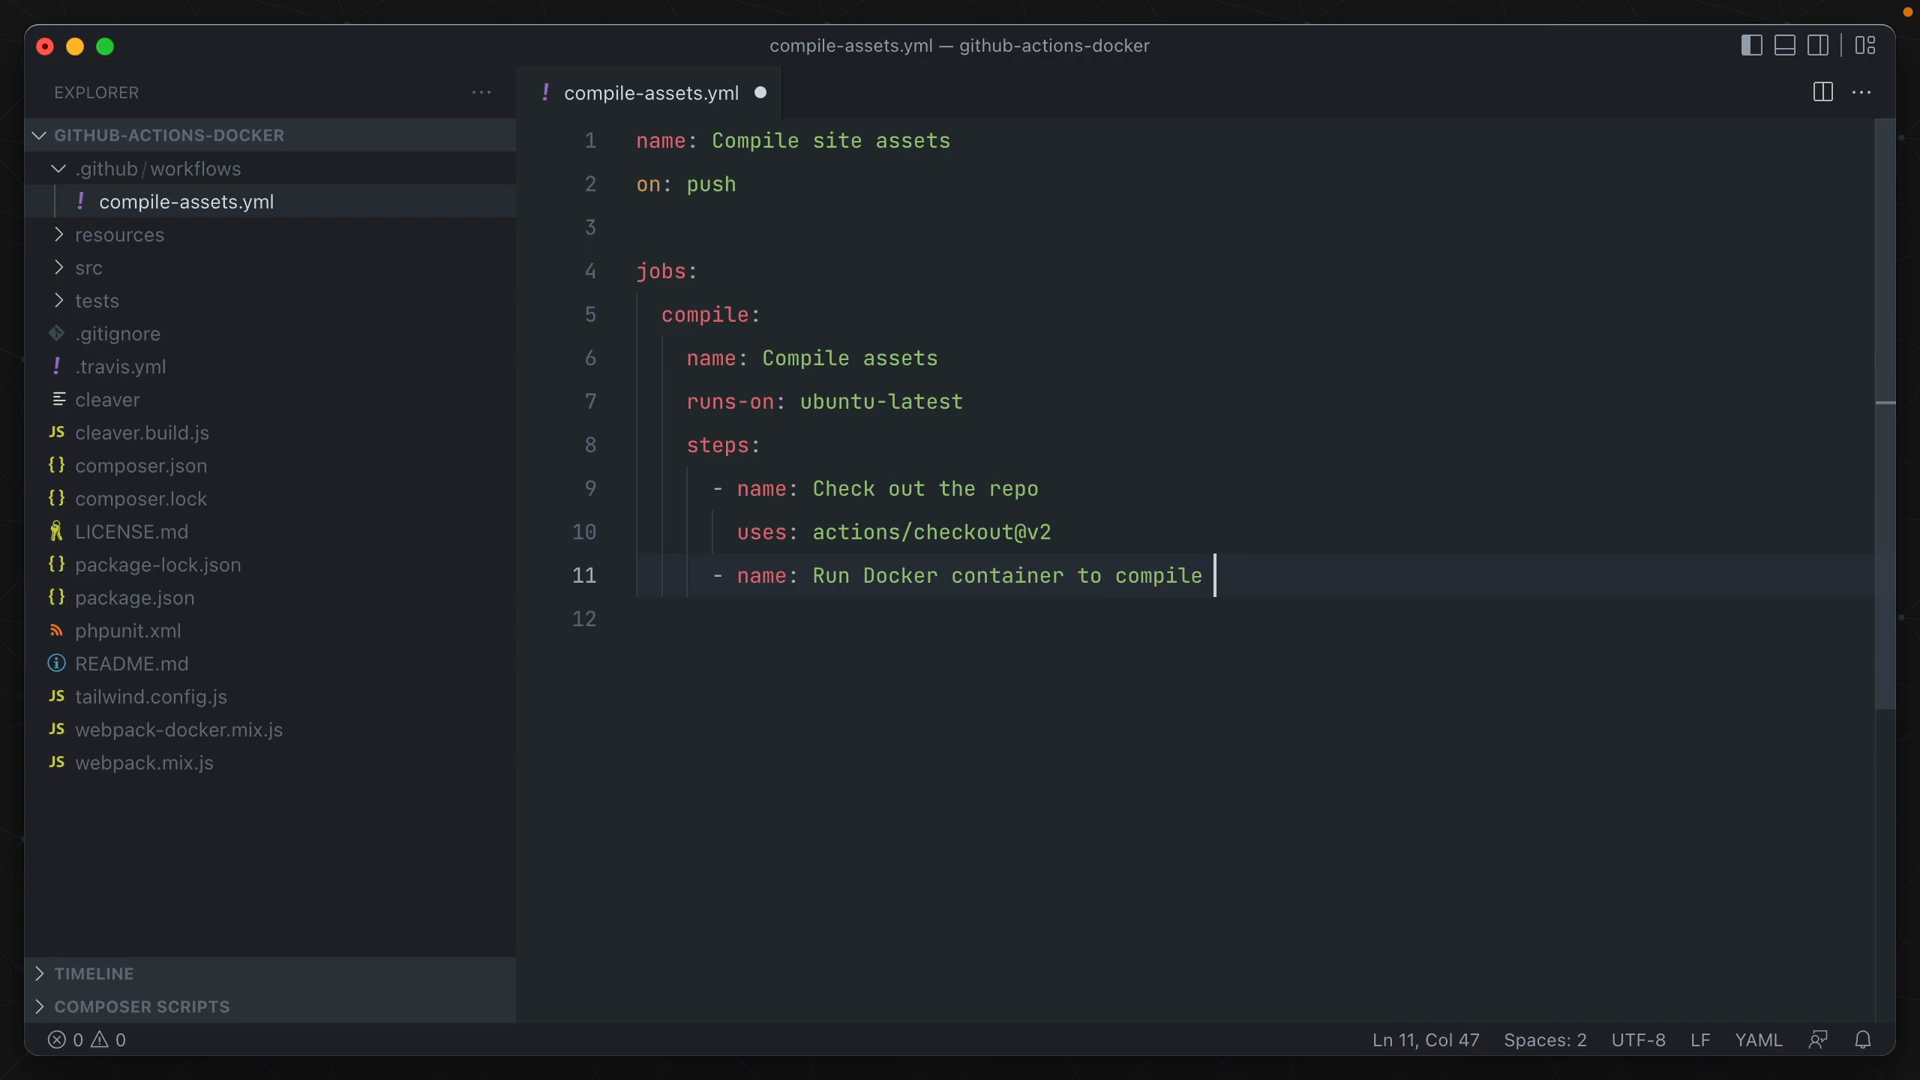 compile-assets.yml — github-actions-docker
EXPLORER
GITHUB-ACTIONS-DOCKER
.github/workflows
! compile-assets.yml
resources
src
tests
.gitignore
! .travis.yml
cleaver
JS cleaver.build.js
{} composer.json
{} composer.lock
LICENSE.md
{} package-lock.json
{} package.json
phpunit.xml
README.md
JS tailwind.config.js
JS webpack-docker.mix.js
JS webpack.mix.js
TIMELINE
COMPOSER SCRIPTS
! compile-assets.yml
1 name: Compile site assets
2 on: push
3
4 jobs:
5 compile:
6 name: Compile assets
7 runs-on: ubuntu-latest
8 steps:
9 - name: Check out the repo
10 uses: actions/checkout@v2
11 - name: Run Docker container to compile
12
0 0
Ln 11, Col 47 Spaces: 2 UTF-8 LF YAML